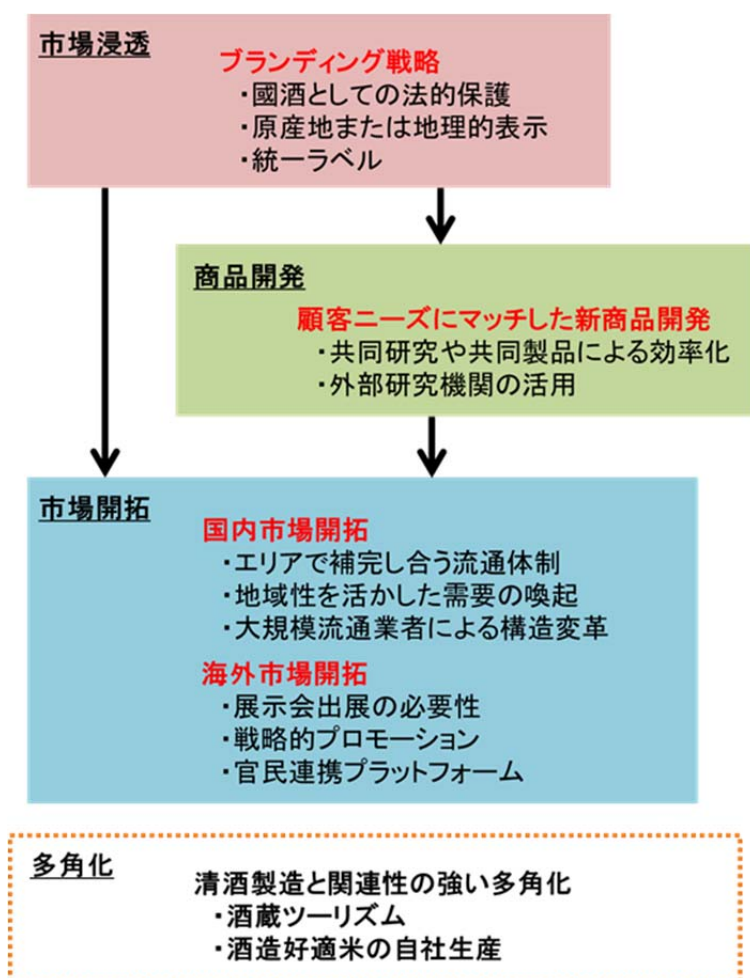 市場浸透
ブランディング戦略
・國酒としての法的保護
・原産地または地理的表示
・統一ラベル
商品開発
顧客ニーズにマッチした新商品開発
・共同研究や共同製品による効率化
・外部研究機関の活用
市場開拓
国内市場開拓
・エリアで補完し合う流通体制
・地域性を活かした需要の喚起
・大規模流通業者による構造変革
海外市場開拓
・展示会出展の必要性
・戦略的プロモーション
・官民連携プラットフォーム
多角化
清酒製造と関連性の強い多角化
・酒蔵ツーリズム
・酒造好適米の自社生産